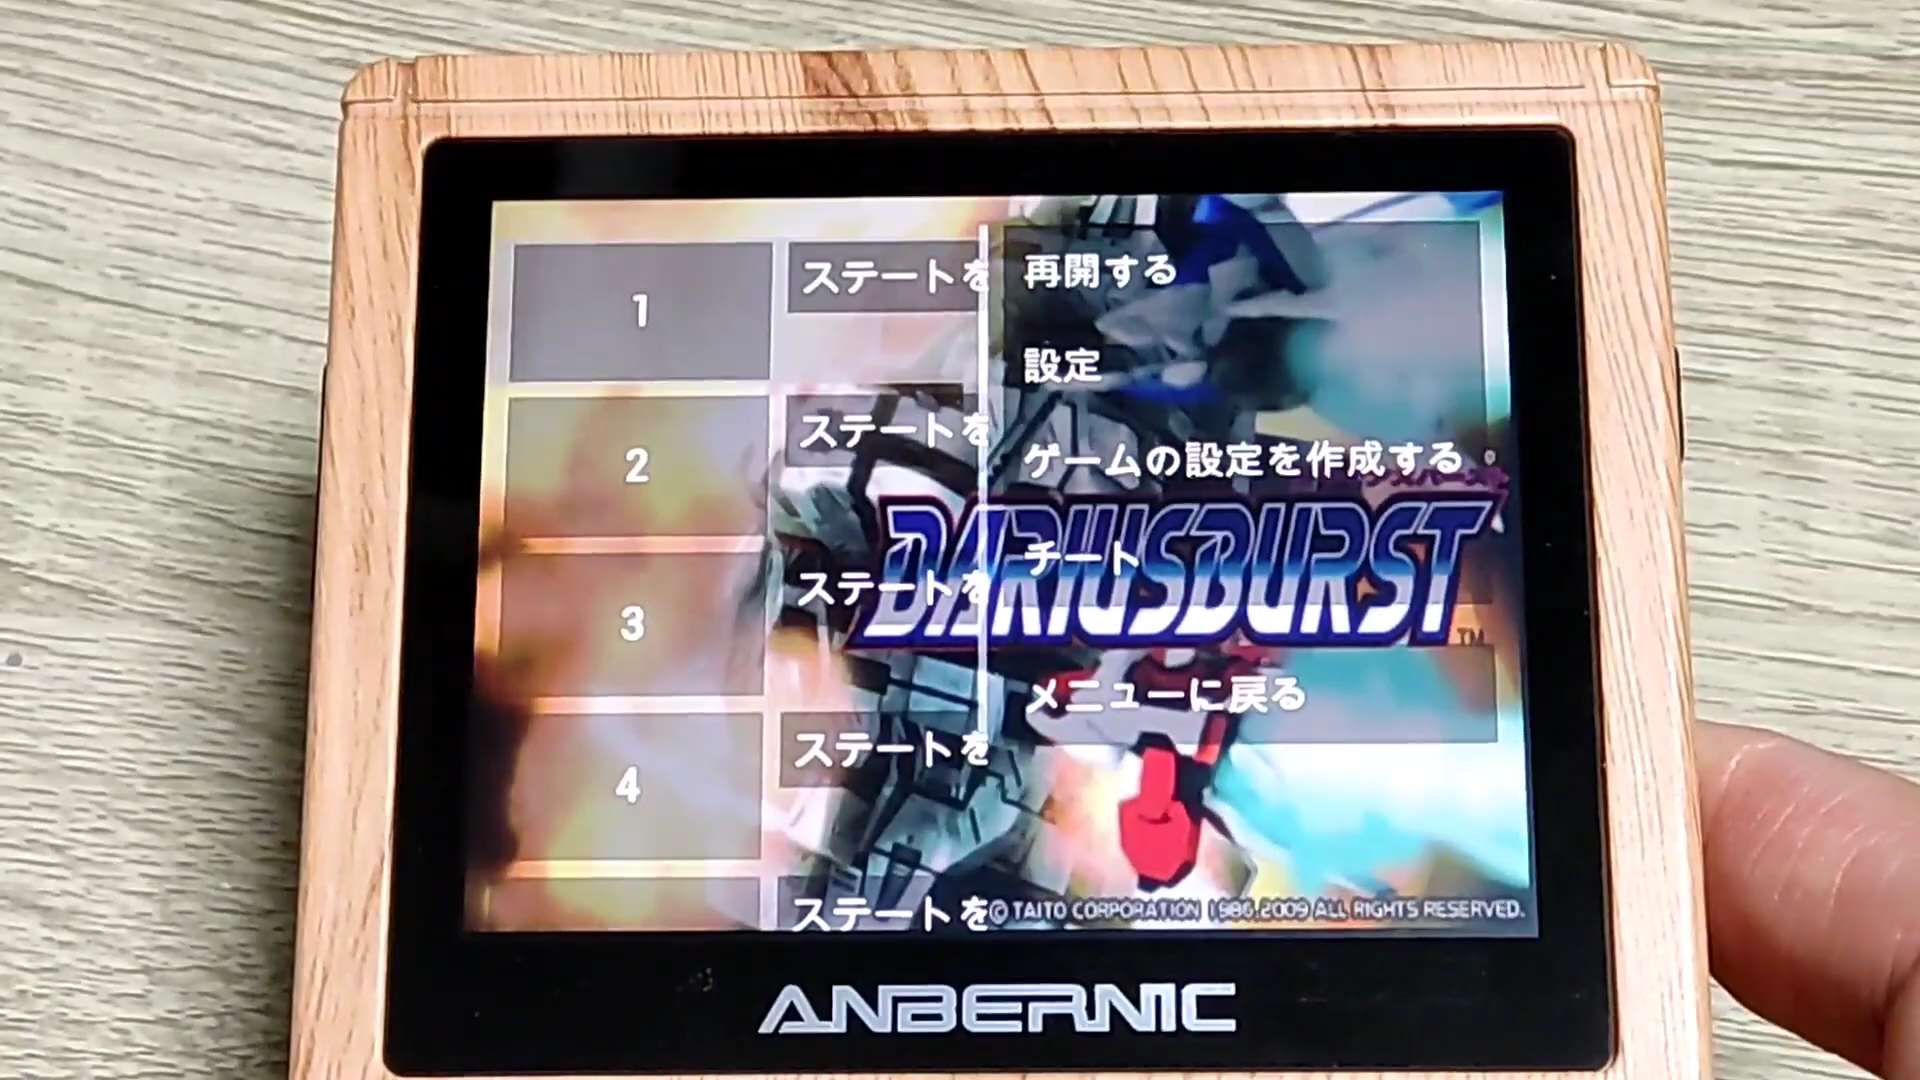 1
ステートを
2
ステートを
3
ステートを
4
ステートを
ステートを
再開する
設定
ゲームの設定を作成する
チート
メニューに戻る
DARIUSBURST
TM
© TAITO CORPORATION 1986,2009 ALL RIGHTS RESERVED.
ANBERNIC